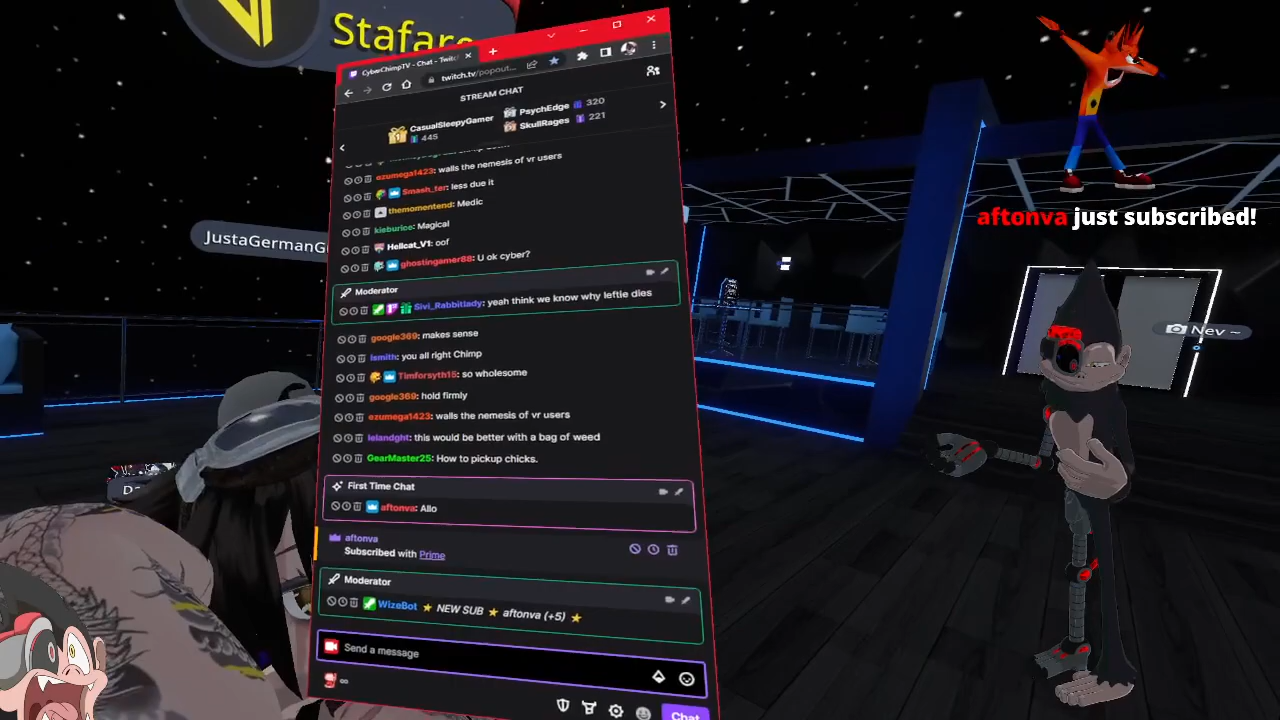 Stafare
CyberChimpTV - Chat - Twitch
twitch.tv/popout...
STREAM CHAT
CasualSleepyGamer
445
PsychEdge 320
SkullRages 221
ezumega1423: walls the nemesis of vr users
Smash_ter: less due it
themomentend: Medic
kieburice: Magical
Hellcat_V1: oof
ghostingamer88: U ok cyber?
Moderator
Sivi_Rabbitlady: yeah think we know why leftie dies
google369: makes sense
ismith: you all right Chimp
Timforsyth15: so wholesome
google369: hold firmly
ezumega1423: walls the nemesis of vr users
lelandght: this would be better with a bag of weed
GearMaster25: How to pickup chicks.
First Time Chat
aftonva: Allo
aftonva
Subscribed with Prime
Moderator
WizeBot ★ NEW SUB ★ aftonva (+5) ★
Send a message
Chat
JustaGermanG
aftonva just subscribed!
Nev ~